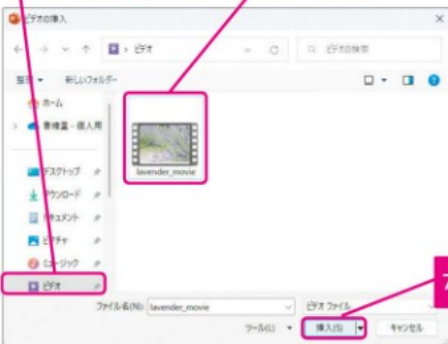 ビデオの挿入
ビデオ
ビデオの検索
整理
新しいフォルダー
ホーム
個人用
デスクトップ
ダウンロード
ドキュメント
ピクチャ
ミュージック
ビデオ
lavender_movie
ファイル名(N):
lavender_movie
ビデオ ファイル
ツール(L)
挿入(S)
キャンセル
7